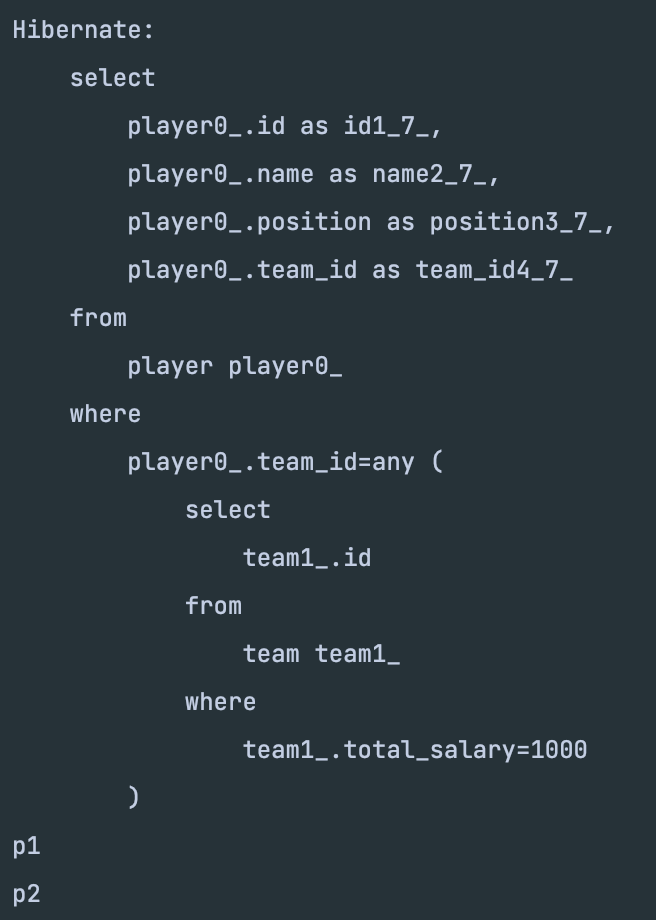 Hibernate:
    select
        player0_.id as id1_7_,
        player0_.name as name2_7_,
        player0_.position as position3_7_,
        player0_.team_id as team_id4_7_
    from
        player player0_
    where
        player0_.team_id=any (
            select
                team1_.id
            from
                team team1_
            where
                team1_.total_salary=1000
        )
p1
p2